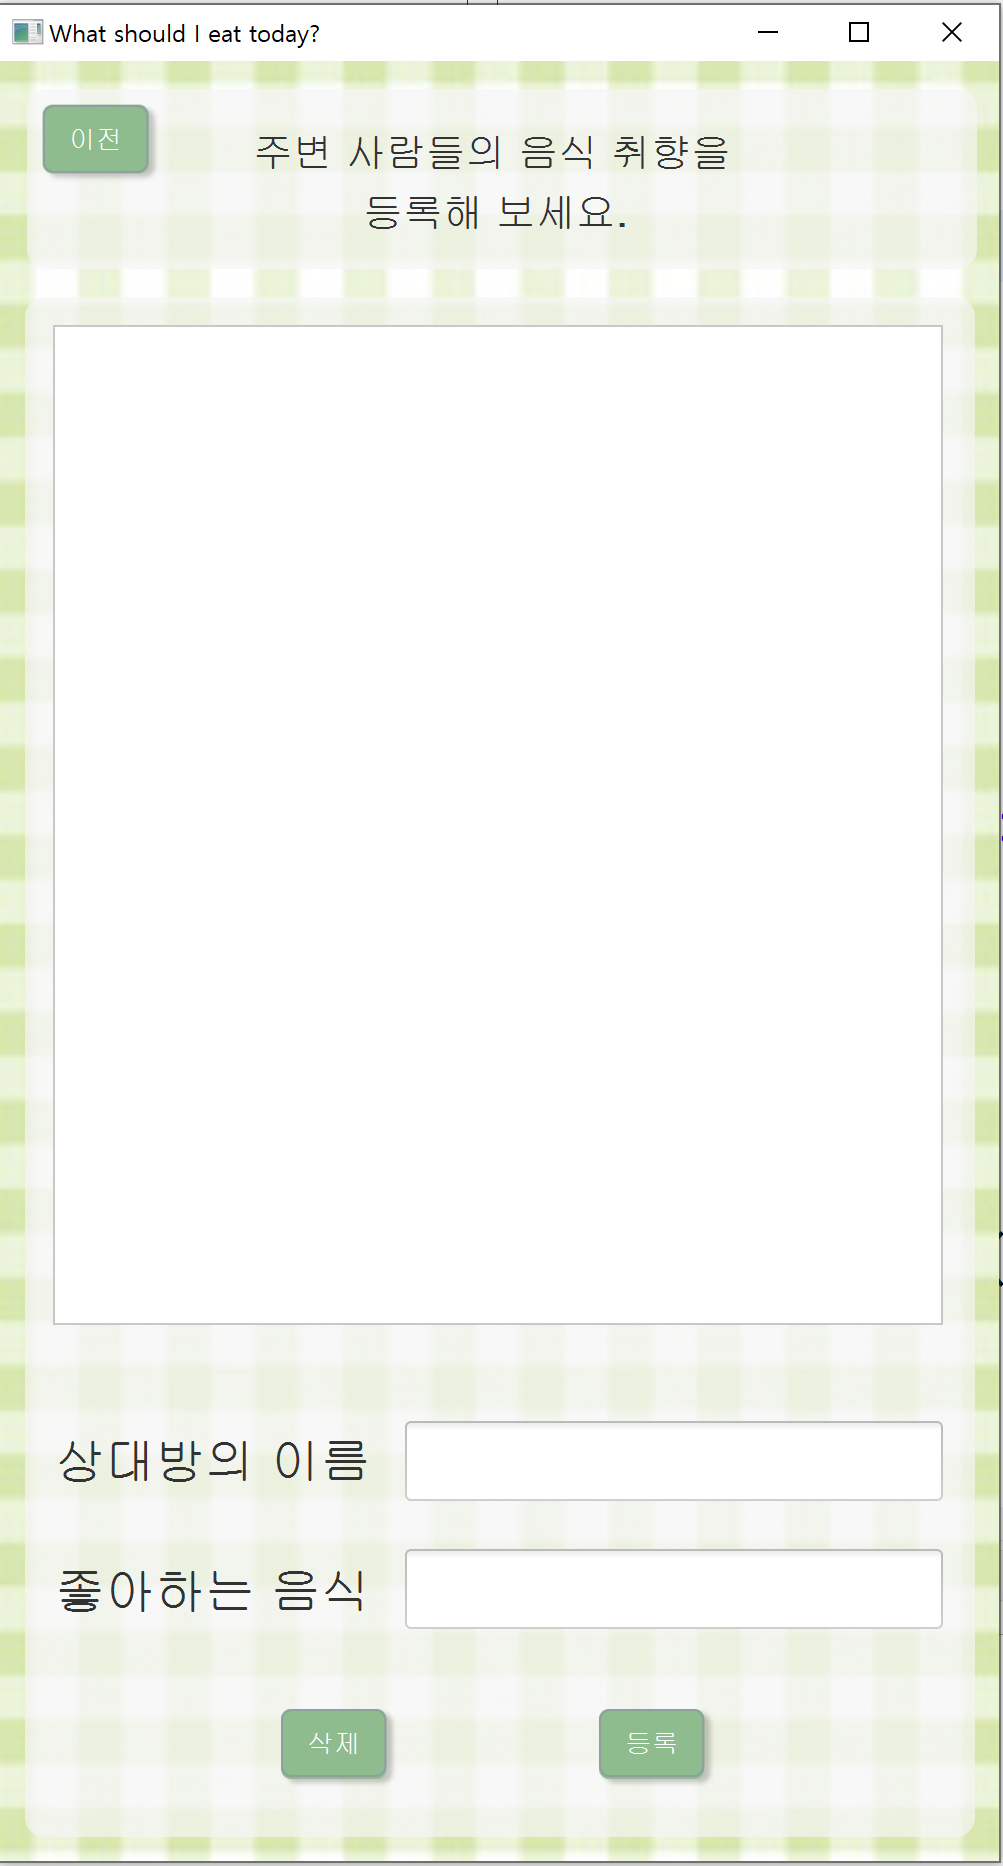 What should I eat today?
이전
주변 사람들의 음식 취향을
등록해 보세요.
상대방의 이름
좋아하는 음식
삭제
등록